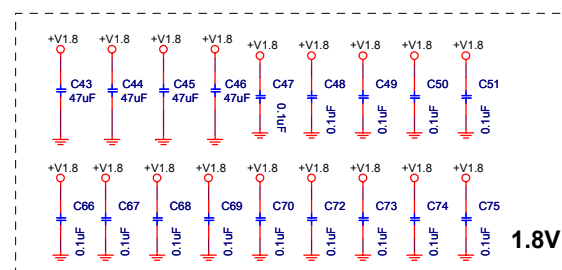 +V1.8 +V1.8 +V1.8 +V1.8 +V1.8 +V1.8 +V1.8 +V1.8 +V1.8
C43 C44 C45 C46 C47 C48 C49 C50 C51
47uF 47uF 47uF 47uF 0.1uF 0.1uF 0.1uF 0.1uF 0.1uF
+V1.8 +V1.8 +V1.8 +V1.8 +V1.8 +V1.8 +V1.8 +V1.8 +V1.8
C66 C67 C68 C69 C70 C72 C73 C74 C75
0.1uF 0.1uF 0.1uF 0.1uF 0.1uF 0.1uF 0.1uF 0.1uF 0.1uF
1.8V